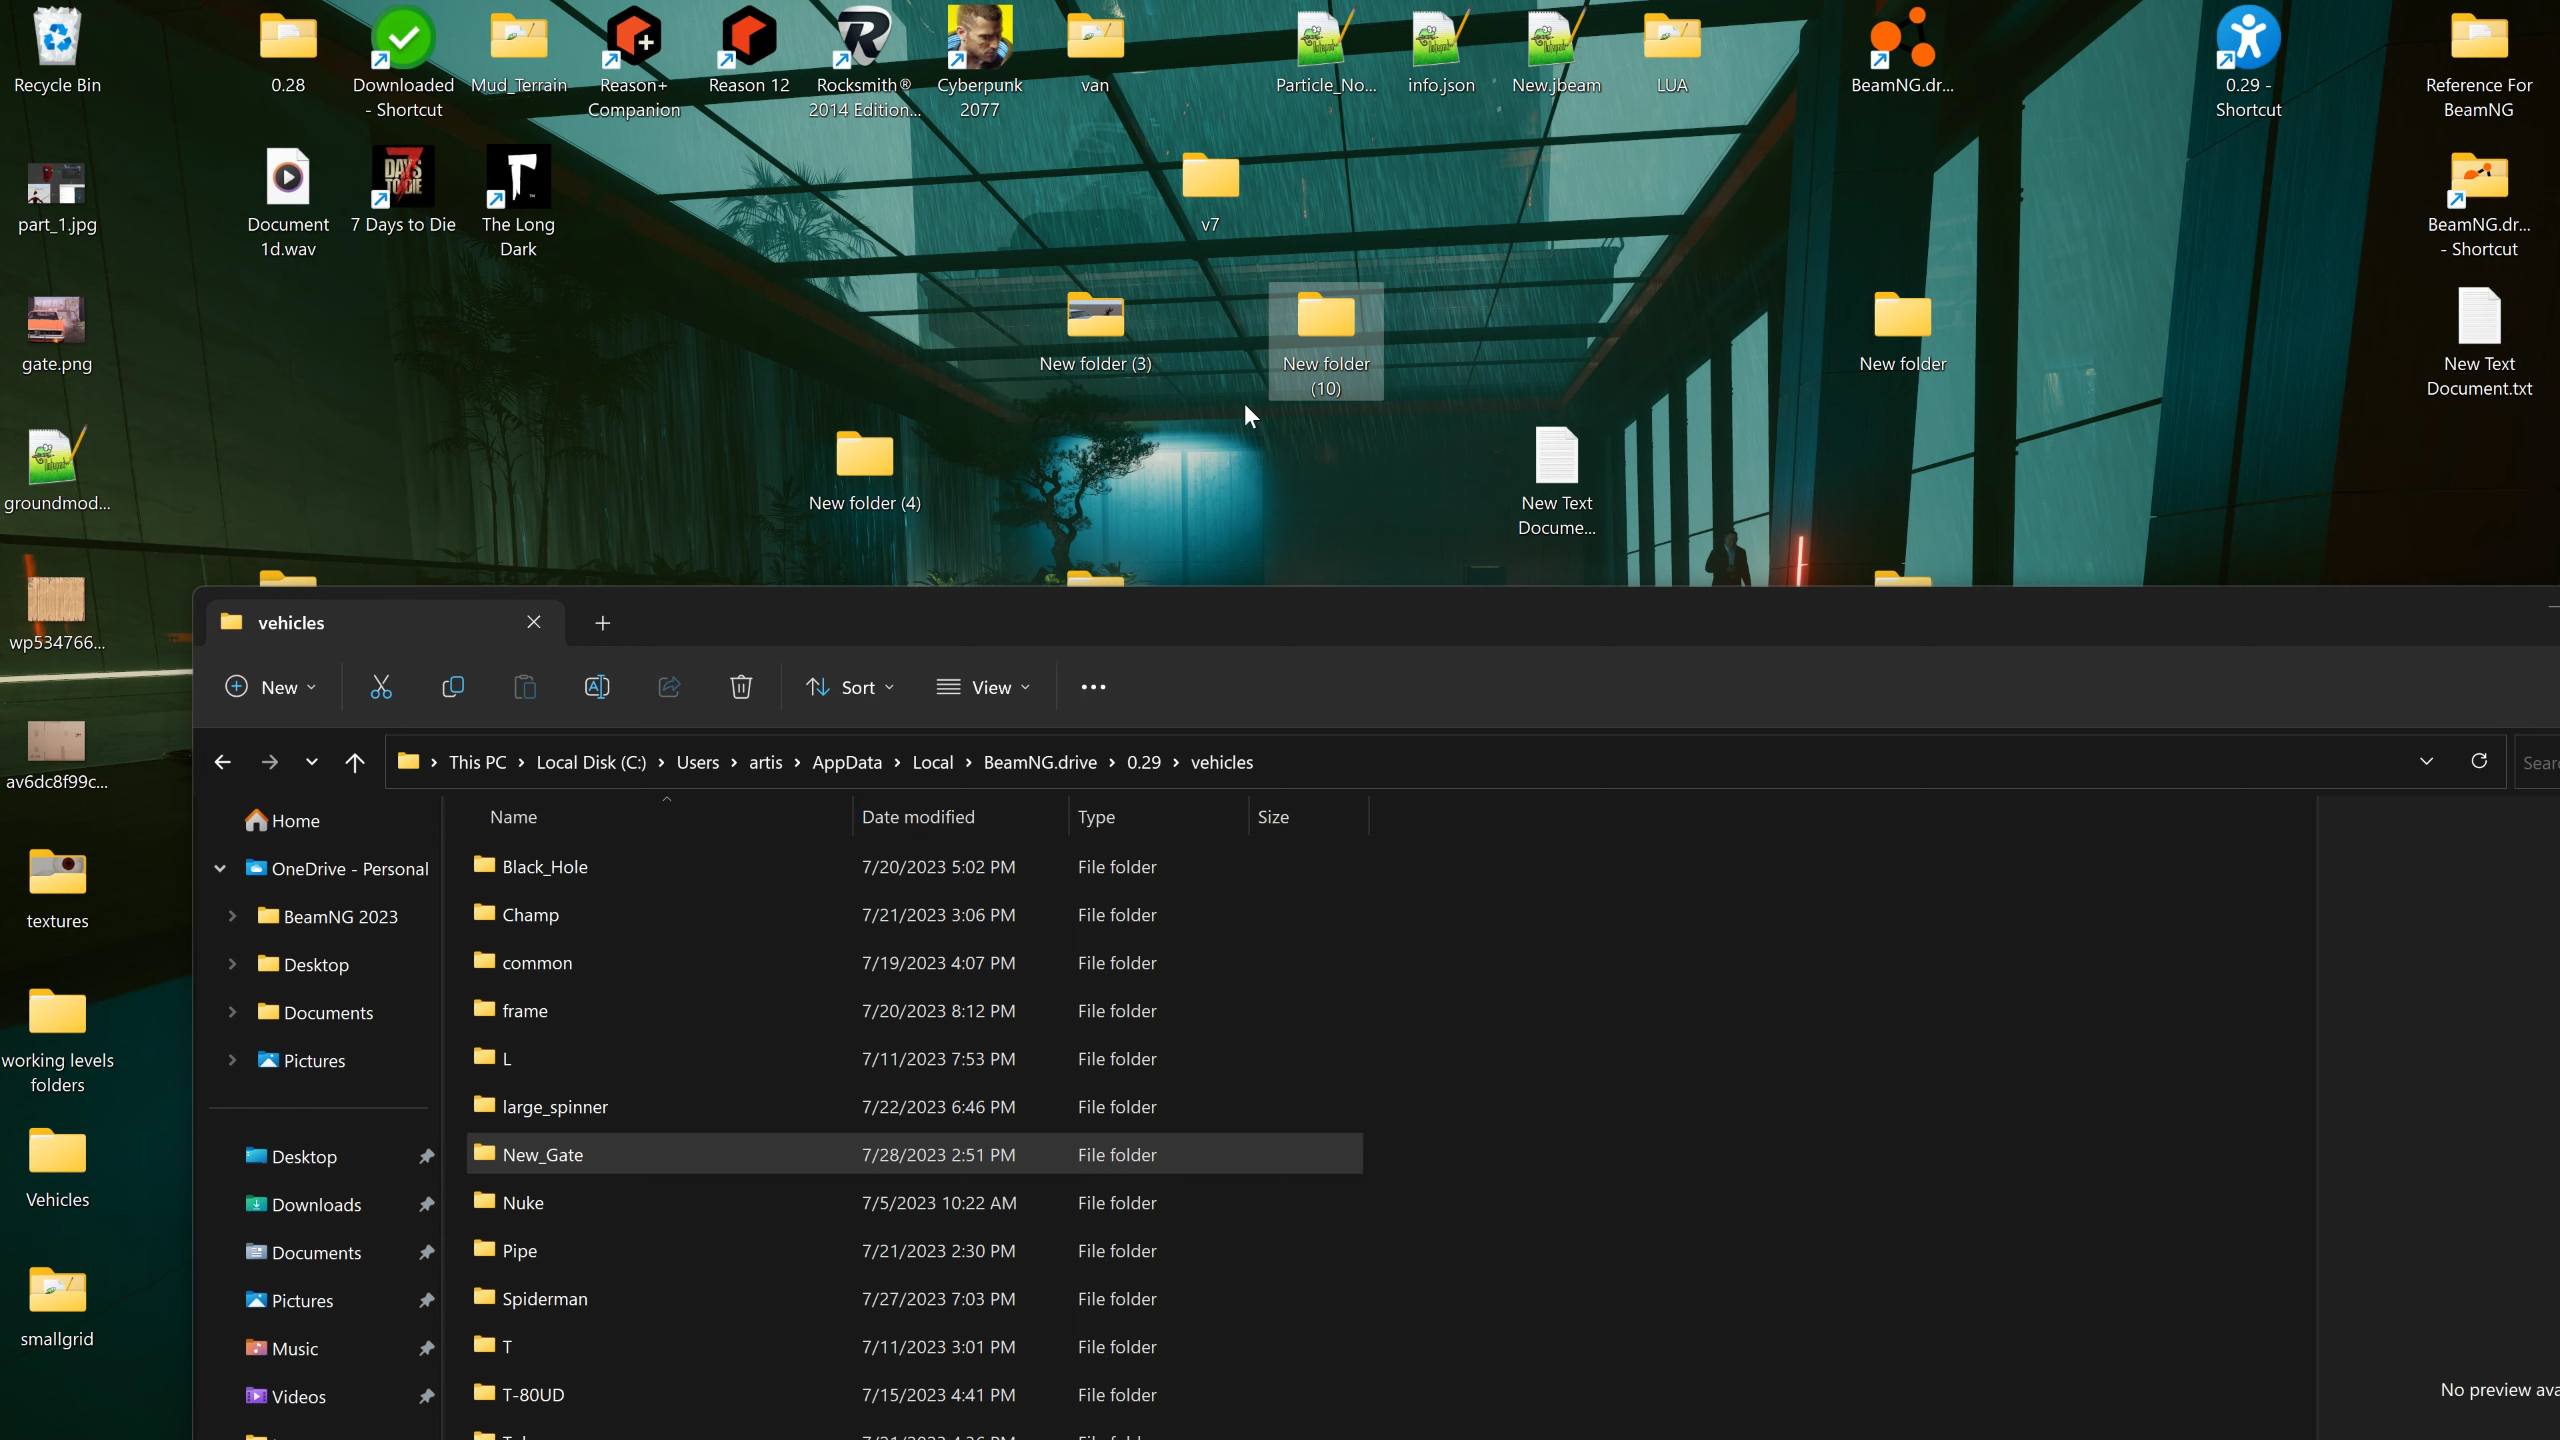 Recycle Bin
0.28
Downloaded
- Shortcut
Mud_Terrain
Reason+
Companion
Reason 12
Rocksmith®
2014 Edition...
Cyberpunk
2077
van
Particle_No...
info.json
New.jbeam
LUA
BeamNG.dr...
0.29 -
Shortcut
Reference For
BeamNG
part_1.jpg
Document
1d.wav
7 DAYS TO DIE
7 Days to Die
The Long
Dark
v7
BeamNG.dr...
- Shortcut
gate.png
New folder (3)
New folder
(10)
New folder
New Text
Document.txt
groundmod...
New folder (4)
New Text
Docume...
wp534766...
av6dc8f99c...
textures
working levels
folders
Vehicles
smallgrid
vehicles
New
Sort
View
This PC > Local Disk (C:) > Users > artis > AppData > Local > BeamNG.drive > 0.29 > vehicles
Home
OneDrive - Personal
BeamNG 2023
Desktop
Documents
Pictures
Desktop
Downloads
Documents
Pictures
Music
Videos
Name Date modified Type Size
Black_Hole 7/20/2023 5:02 PM File folder
Champ 7/21/2023 3:06 PM File folder
common 7/19/2023 4:07 PM File folder
frame 7/20/2023 8:12 PM File folder
L 7/11/2023 7:53 PM File folder
large_spinner 7/22/2023 6:46 PM File folder
New_Gate 7/28/2023 2:51 PM File folder
Nuke 7/5/2023 10:22 AM File folder
Pipe 7/21/2023 2:30 PM File folder
Spiderman 7/27/2023 7:03 PM File folder
T 7/11/2023 3:01 PM File folder
T-80UD 7/15/2023 4:41 PM File folder
No preview ava